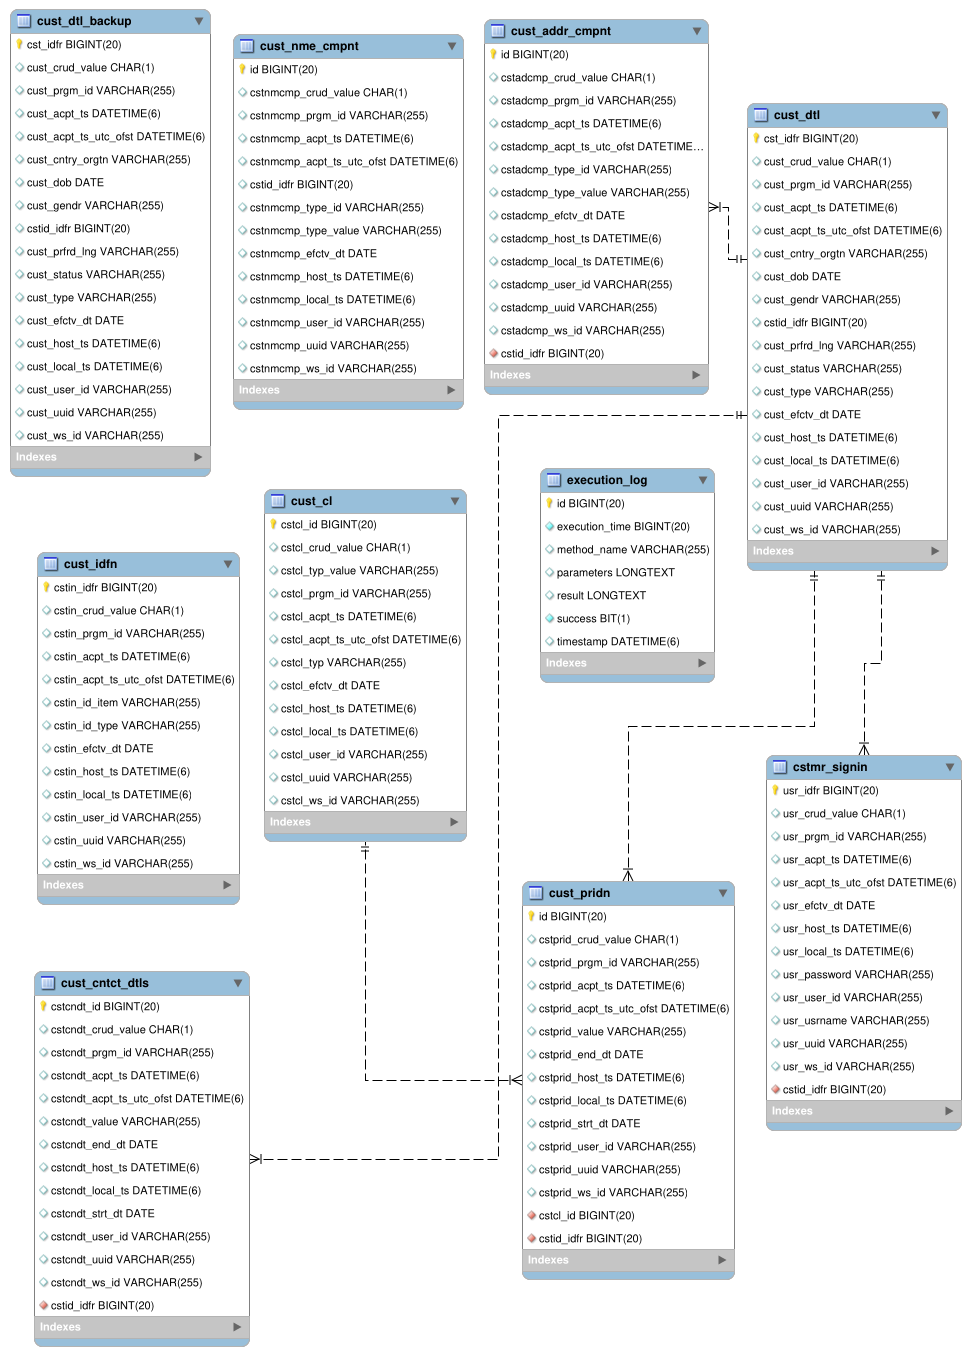 cust_dtl_backup
cst_idfr BIGINT(20)
cust_crud_value CHAR(1)
cust_prgm_id VARCHAR(255)
cust_acpt_ts DATETIME(6)
cust_acpt_ts_utc_ofst DATETIME(6)
cust_cntry_orgtn VARCHAR(255)
cust_dob DATE
cust_gendr VARCHAR(255)
cstid_idfr BIGINT(20)
cust_prfrd_lng VARCHAR(255)
cust_status VARCHAR(255)
cust_type VARCHAR(255)
cust_efctv_dt DATE
cust_host_ts DATETIME(6)
cust_local_ts DATETIME(6)
cust_user_id VARCHAR(255)
cust_uuid VARCHAR(255)
cust_ws_id VARCHAR(255)
Indexes
cust_nme_cmpnt
id BIGINT(20)
cstnmcmp_crud_value CHAR(1)
cstnmcmp_prgm_id VARCHAR(255)
cstnmcmp_acpt_ts DATETIME(6)
cstnmcmp_acpt_ts_utc_ofst DATETIME(6)
cstid_idfr BIGINT(20)
cstnmcmp_type_id VARCHAR(255)
cstnmcmp_type_value VARCHAR(255)
cstnmcmp_efctv_dt DATE
cstnmcmp_host_ts DATETIME(6)
cstnmcmp_local_ts DATETIME(6)
cstnmcmp_user_id VARCHAR(255)
cstnmcmp_uuid VARCHAR(255)
cstnmcmp_ws_id VARCHAR(255)
Indexes
cust_addr_cmpnt
id BIGINT(20)
cstadcmp_crud_value CHAR(1)
cstadcmp_prgm_id VARCHAR(255)
cstadcmp_acpt_ts DATETIME(6)
cstadcmp_acpt_ts_utc_ofst DATETIME...
cstadcmp_type_id VARCHAR(255)
cstadcmp_type_value VARCHAR(255)
cstadcmp_efctv_dt DATE
cstadcmp_host_ts DATETIME(6)
cstadcmp_local_ts DATETIME(6)
cstadcmp_user_id VARCHAR(255)
cstadcmp_uuid VARCHAR(255)
cstadcmp_ws_id VARCHAR(255)
cstid_idfr BIGINT(20)
Indexes
cust_dtl
cst_idfr BIGINT(20)
cust_crud_value CHAR(1)
cust_prgm_id VARCHAR(255)
cust_acpt_ts DATETIME(6)
cust_acpt_ts_utc_ofst DATETIME(6)
cust_cntry_orgtn VARCHAR(255)
cust_dob DATE
cust_gendr VARCHAR(255)
cstid_idfr BIGINT(20)
cust_prfrd_lng VARCHAR(255)
cust_status VARCHAR(255)
cust_type VARCHAR(255)
cust_efctv_dt DATE
cust_host_ts DATETIME(6)
cust_local_ts DATETIME(6)
cust_user_id VARCHAR(255)
cust_uuid VARCHAR(255)
cust_ws_id VARCHAR(255)
Indexes
execution_log
id BIGINT(20)
execution_time BIGINT(20)
method_name VARCHAR(255)
parameters LONGTEXT
result LONGTEXT
success BIT(1)
timestamp DATETIME(6)
Indexes
cust_cl
cstcl_id BIGINT(20)
cstcl_crud_value CHAR(1)
cstcl_typ_value VARCHAR(255)
cstcl_prgm_id VARCHAR(255)
cstcl_acpt_ts DATETIME(6)
cstcl_acpt_ts_utc_ofst DATETIME(6)
cstcl_typ VARCHAR(255)
cstcl_efctv_dt DATE
cstcl_host_ts DATETIME(6)
cstcl_local_ts DATETIME(6)
cstcl_user_id VARCHAR(255)
cstcl_uuid VARCHAR(255)
cstcl_ws_id VARCHAR(255)
Indexes
cust_idfn
cstin_idfr BIGINT(20)
cstin_crud_value CHAR(1)
cstin_prgm_id VARCHAR(255)
cstin_acpt_ts DATETIME(6)
cstin_acpt_ts_utc_ofst DATETIME(6)
cstin_id_item VARCHAR(255)
cstin_id_type VARCHAR(255)
cstin_efctv_dt DATE
cstin_host_ts DATETIME(6)
cstin_local_ts DATETIME(6)
cstin_user_id VARCHAR(255)
cstin_uuid VARCHAR(255)
cstin_ws_id VARCHAR(255)
Indexes
cstmr_signin
usr_idfr BIGINT(20)
usr_crud_value CHAR(1)
usr_prgm_id VARCHAR(255)
usr_acpt_ts DATETIME(6)
usr_acpt_ts_utc_ofst DATETIME(6)
usr_efctv_dt DATE
usr_host_ts DATETIME(6)
usr_local_ts DATETIME(6)
usr_password VARCHAR(255)
usr_user_id VARCHAR(255)
usr_usrname VARCHAR(255)
usr_uuid VARCHAR(255)
usr_ws_id VARCHAR(255)
cstid_idfr BIGINT(20)
Indexes
cust_pridn
id BIGINT(20)
cstprid_crud_value CHAR(1)
cstprid_prgm_id VARCHAR(255)
cstprid_acpt_ts DATETIME(6)
cstprid_acpt_ts_utc_ofst DATETIME(6)
cstprid_value VARCHAR(255)
cstprid_end_dt DATE
cstprid_host_ts DATETIME(6)
cstprid_local_ts DATETIME(6)
cstprid_strt_dt DATE
cstprid_user_id VARCHAR(255)
cstprid_uuid VARCHAR(255)
cstprid_ws_id VARCHAR(255)
cstcl_id BIGINT(20)
cstid_idfr BIGINT(20)
Indexes
cust_cntct_dtls
cstcndt_id BIGINT(20)
cstcndt_crud_value CHAR(1)
cstcndt_prgm_id VARCHAR(255)
cstcndt_acpt_ts DATETIME(6)
cstcndt_acpt_ts_utc_ofst DATETIME(6)
cstcndt_value VARCHAR(255)
cstcndt_end_dt DATE
cstcndt_host_ts DATETIME(6)
cstcndt_local_ts DATETIME(6)
cstcndt_strt_dt DATE
cstcndt_user_id VARCHAR(255)
cstcndt_uuid VARCHAR(255)
cstcndt_ws_id VARCHAR(255)
cstid_idfr BIGINT(20)
Indexes